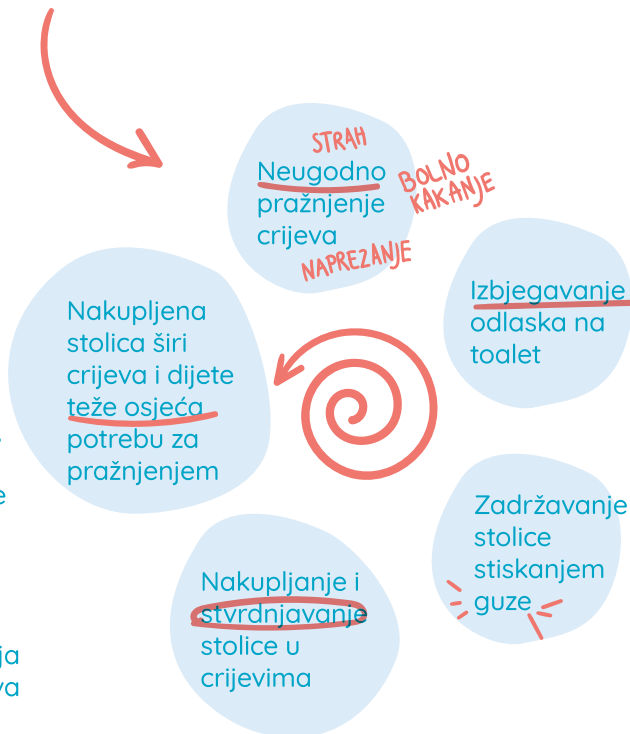 STRAH
Neugodno
pražnjenje
crijeva
BOLNO
KAKANJE
NAPREZANJE
Izbjegavanje
odlaska na
toalet
Zadržavanje
stolice
stiskanjem
guze
Nakupljanje i
stvrdnjavanje
stolice u
crijevima
Nakupljena
stolica širi
crijeva i dijete
teže osjeća
potrebu za
pražnjenjem